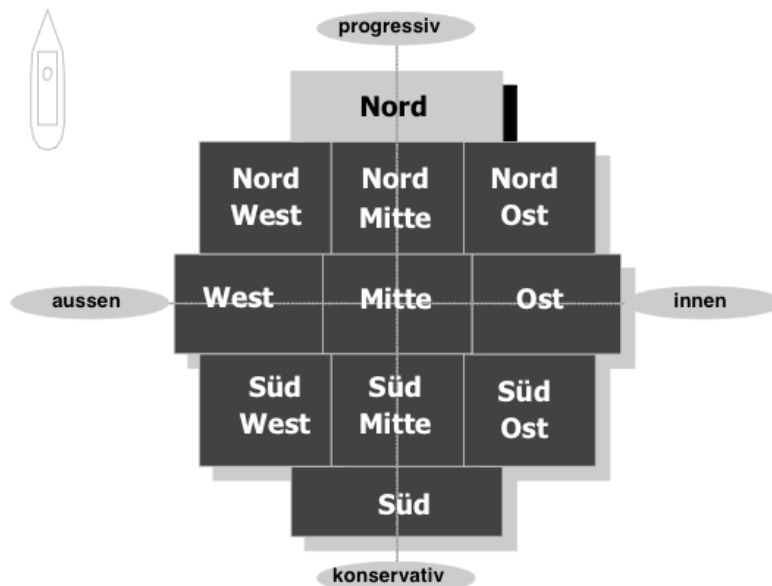 progressiv
Nord
Nord Nord Nord
West Mitte Ost
aussen West Mitte Ost innen
Süd Süd Süd
West Mitte Ost
Süd
konservativ